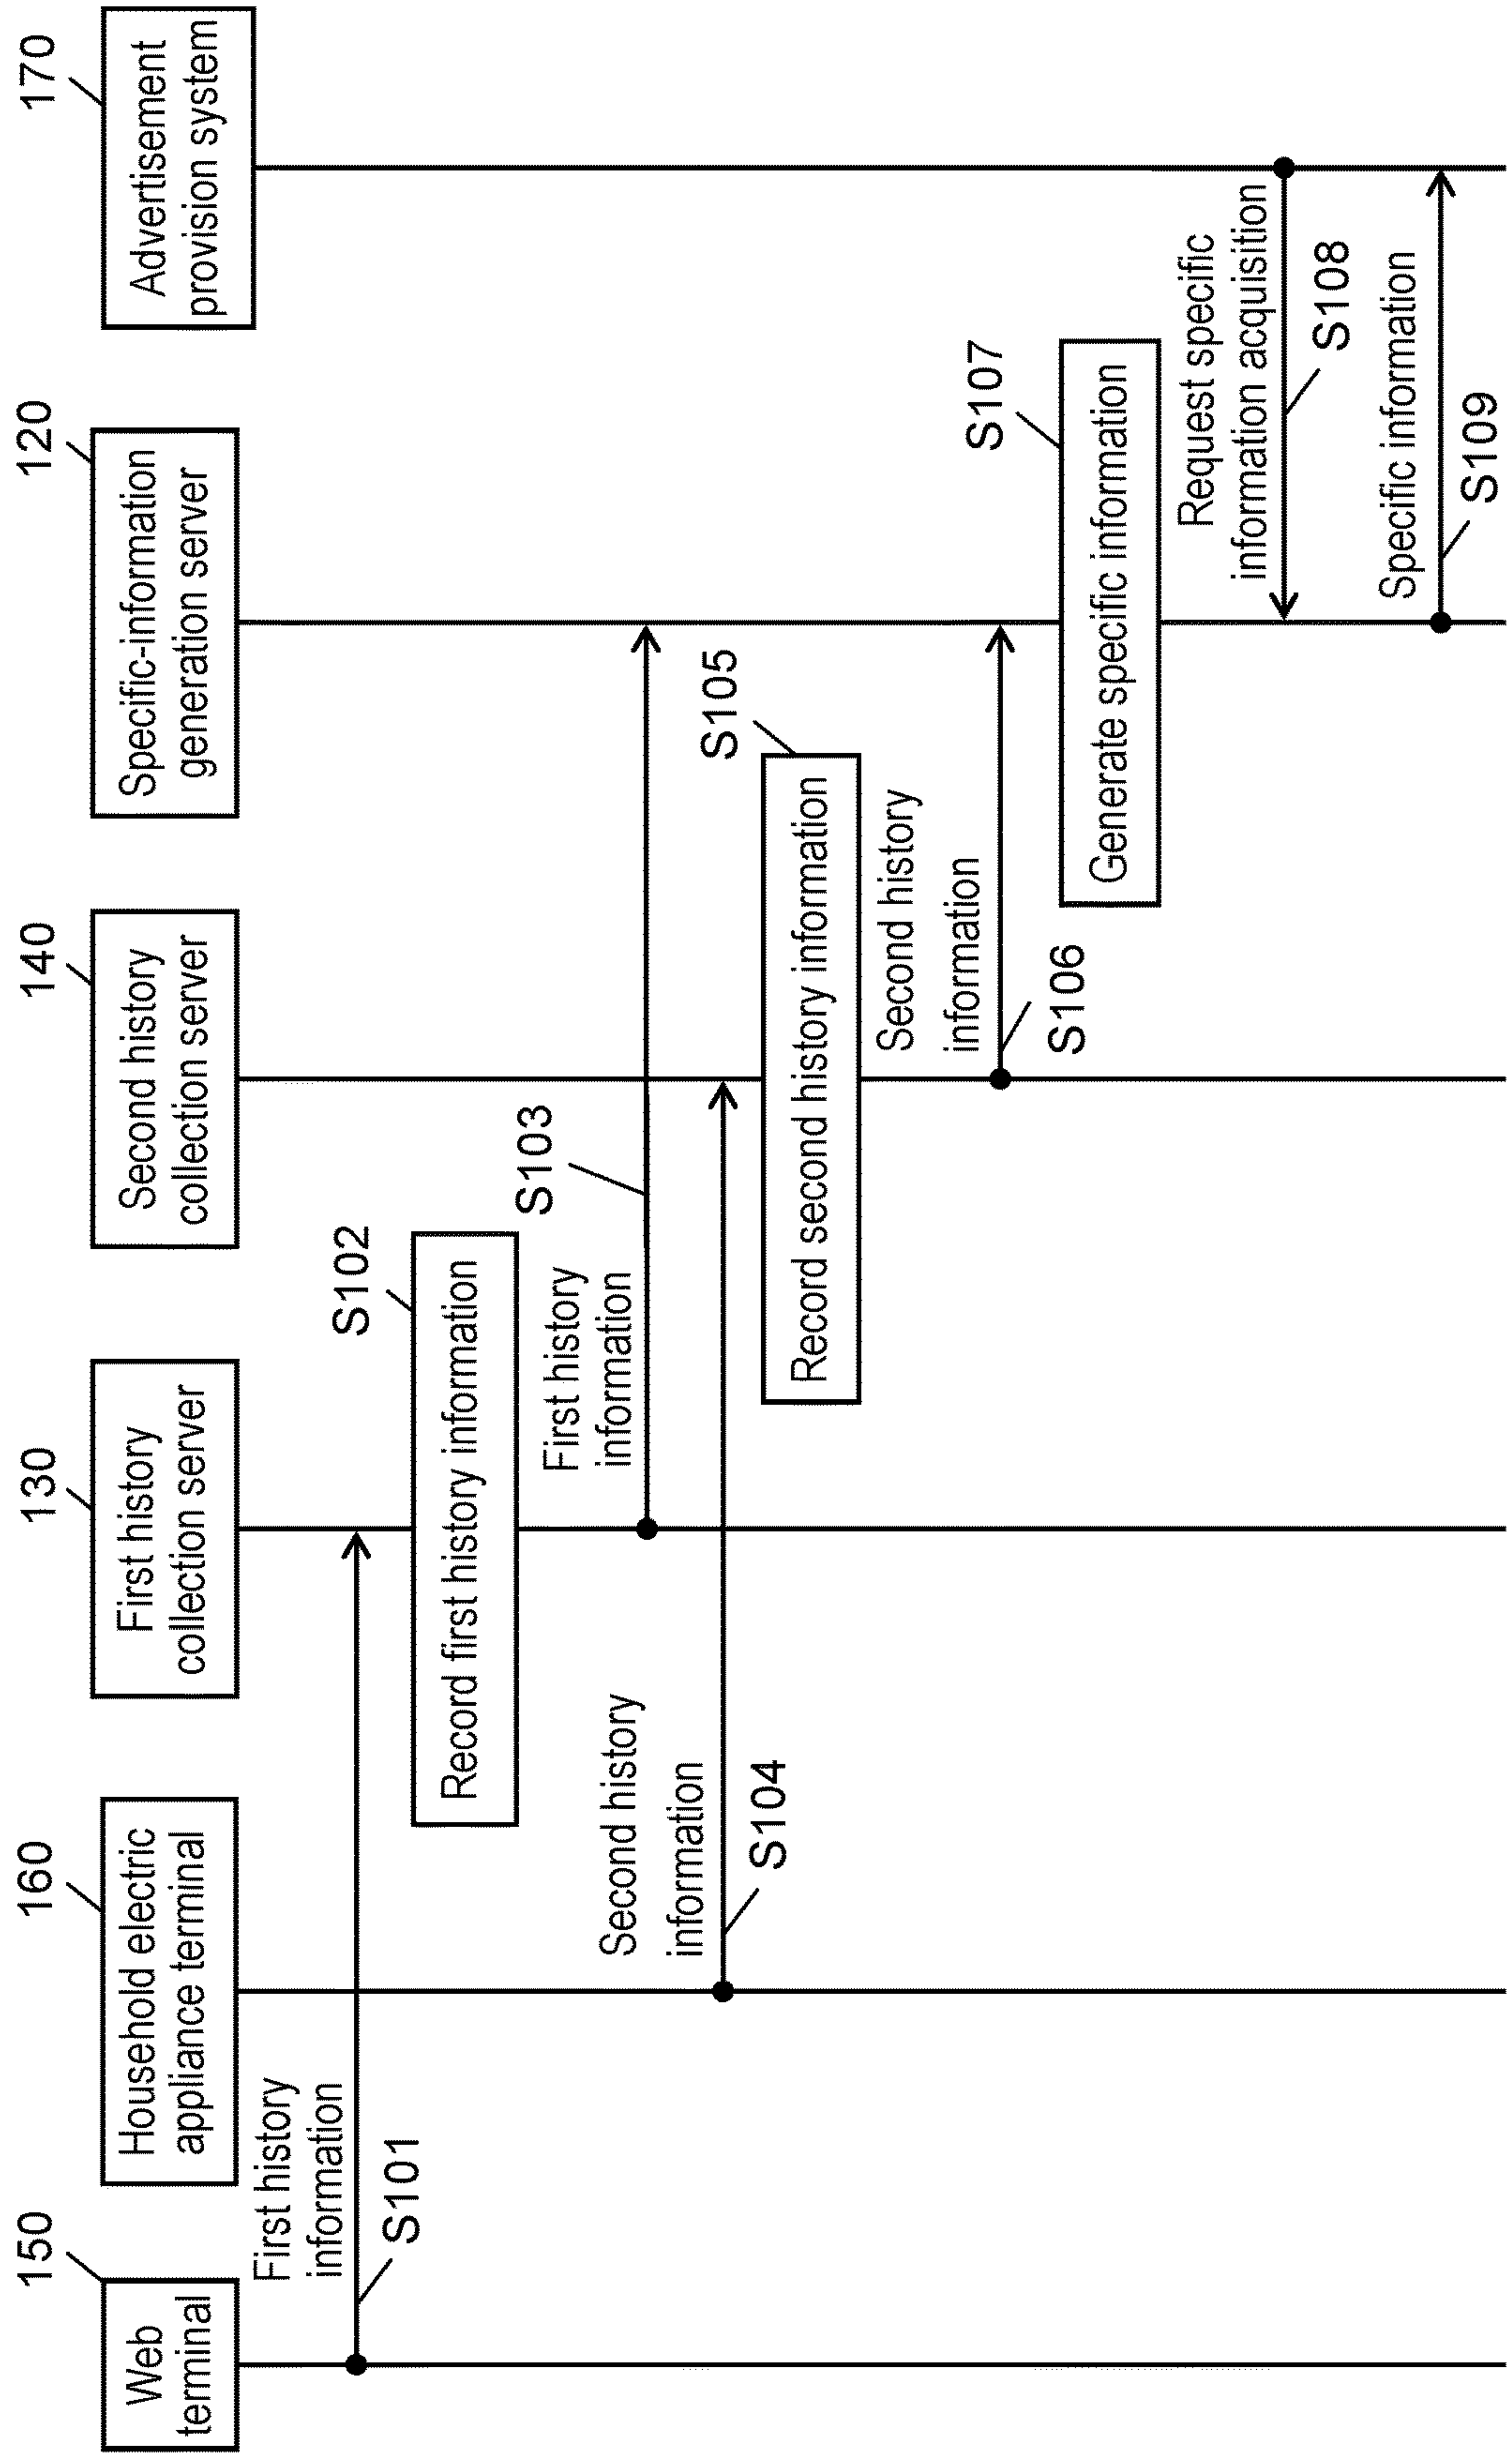 150
160
130
140
120
170
Web
terminal
Household electric
appliance terminal
First history
collection server
Second history
collection server
Specific-information
generation server
Advertisement
provision system
First history
information
S101
S102
Record first history information
First history
information
S103
Second history
information
S104
S105
Record second history information
Second history
information
S106
S107
Generate specific information
Request specific
information acquisition
S108
Specific information
S109